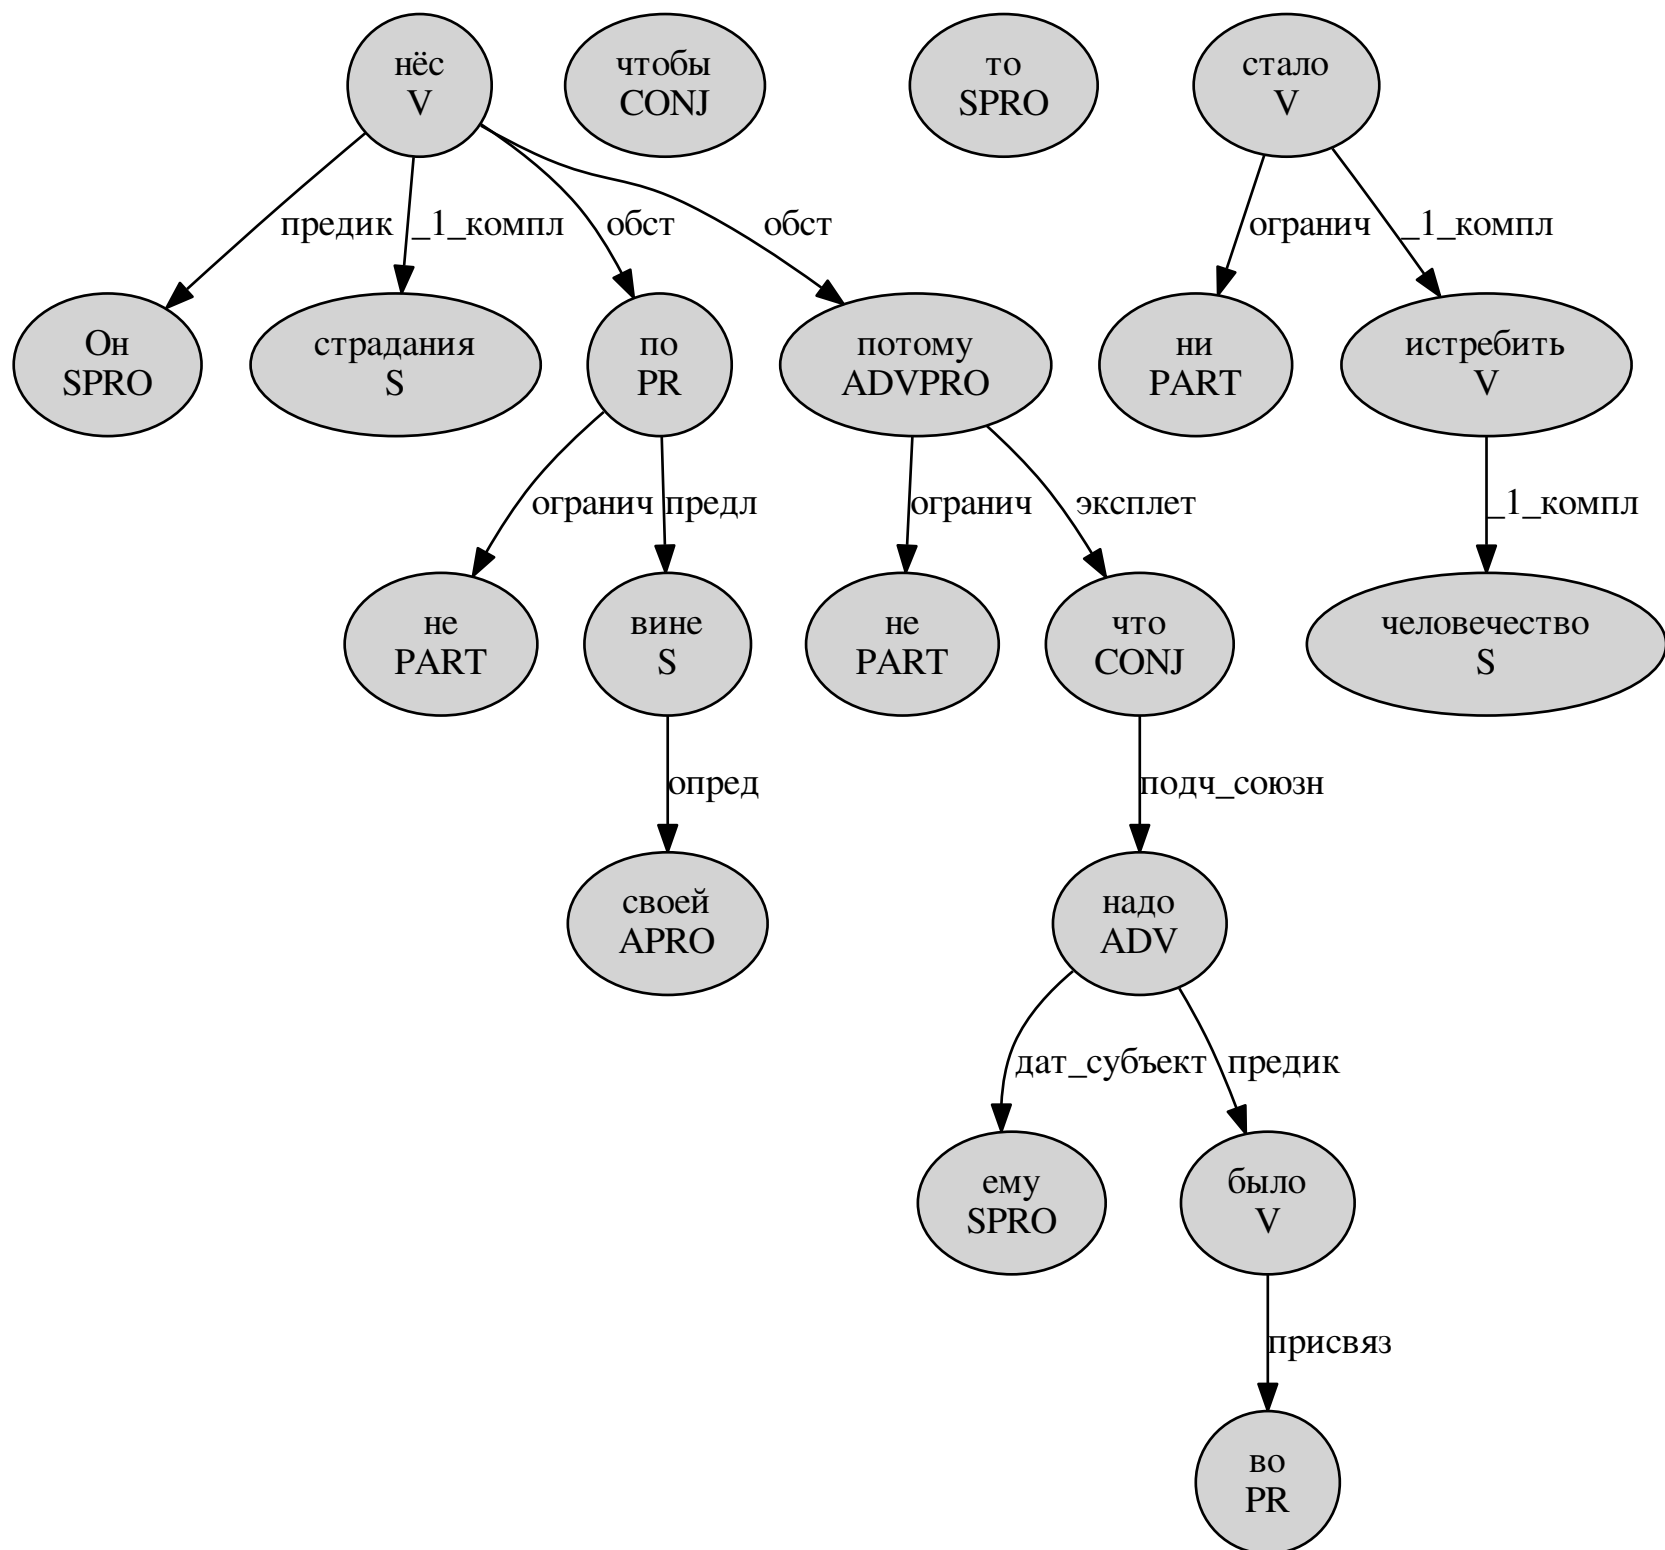 нёс
V
чтобы
CONJ
то
SPRO
стало
V
предик
_1_компл
обст
обст
огранич
_1_компл
Он
SPRO
страдания
S
по
PR
потому
ADVPRO
ни
PART
истребить
V
огранич
предл
огранич
эксплет
_1_компл
не
PART
вине
S
не
PART
что
CONJ
человечество
S
опред
подч_союзн
своей
APRO
надо
ADV
дат_субъект
предик
ему
SPRO
было
V
присвяз
во
PR